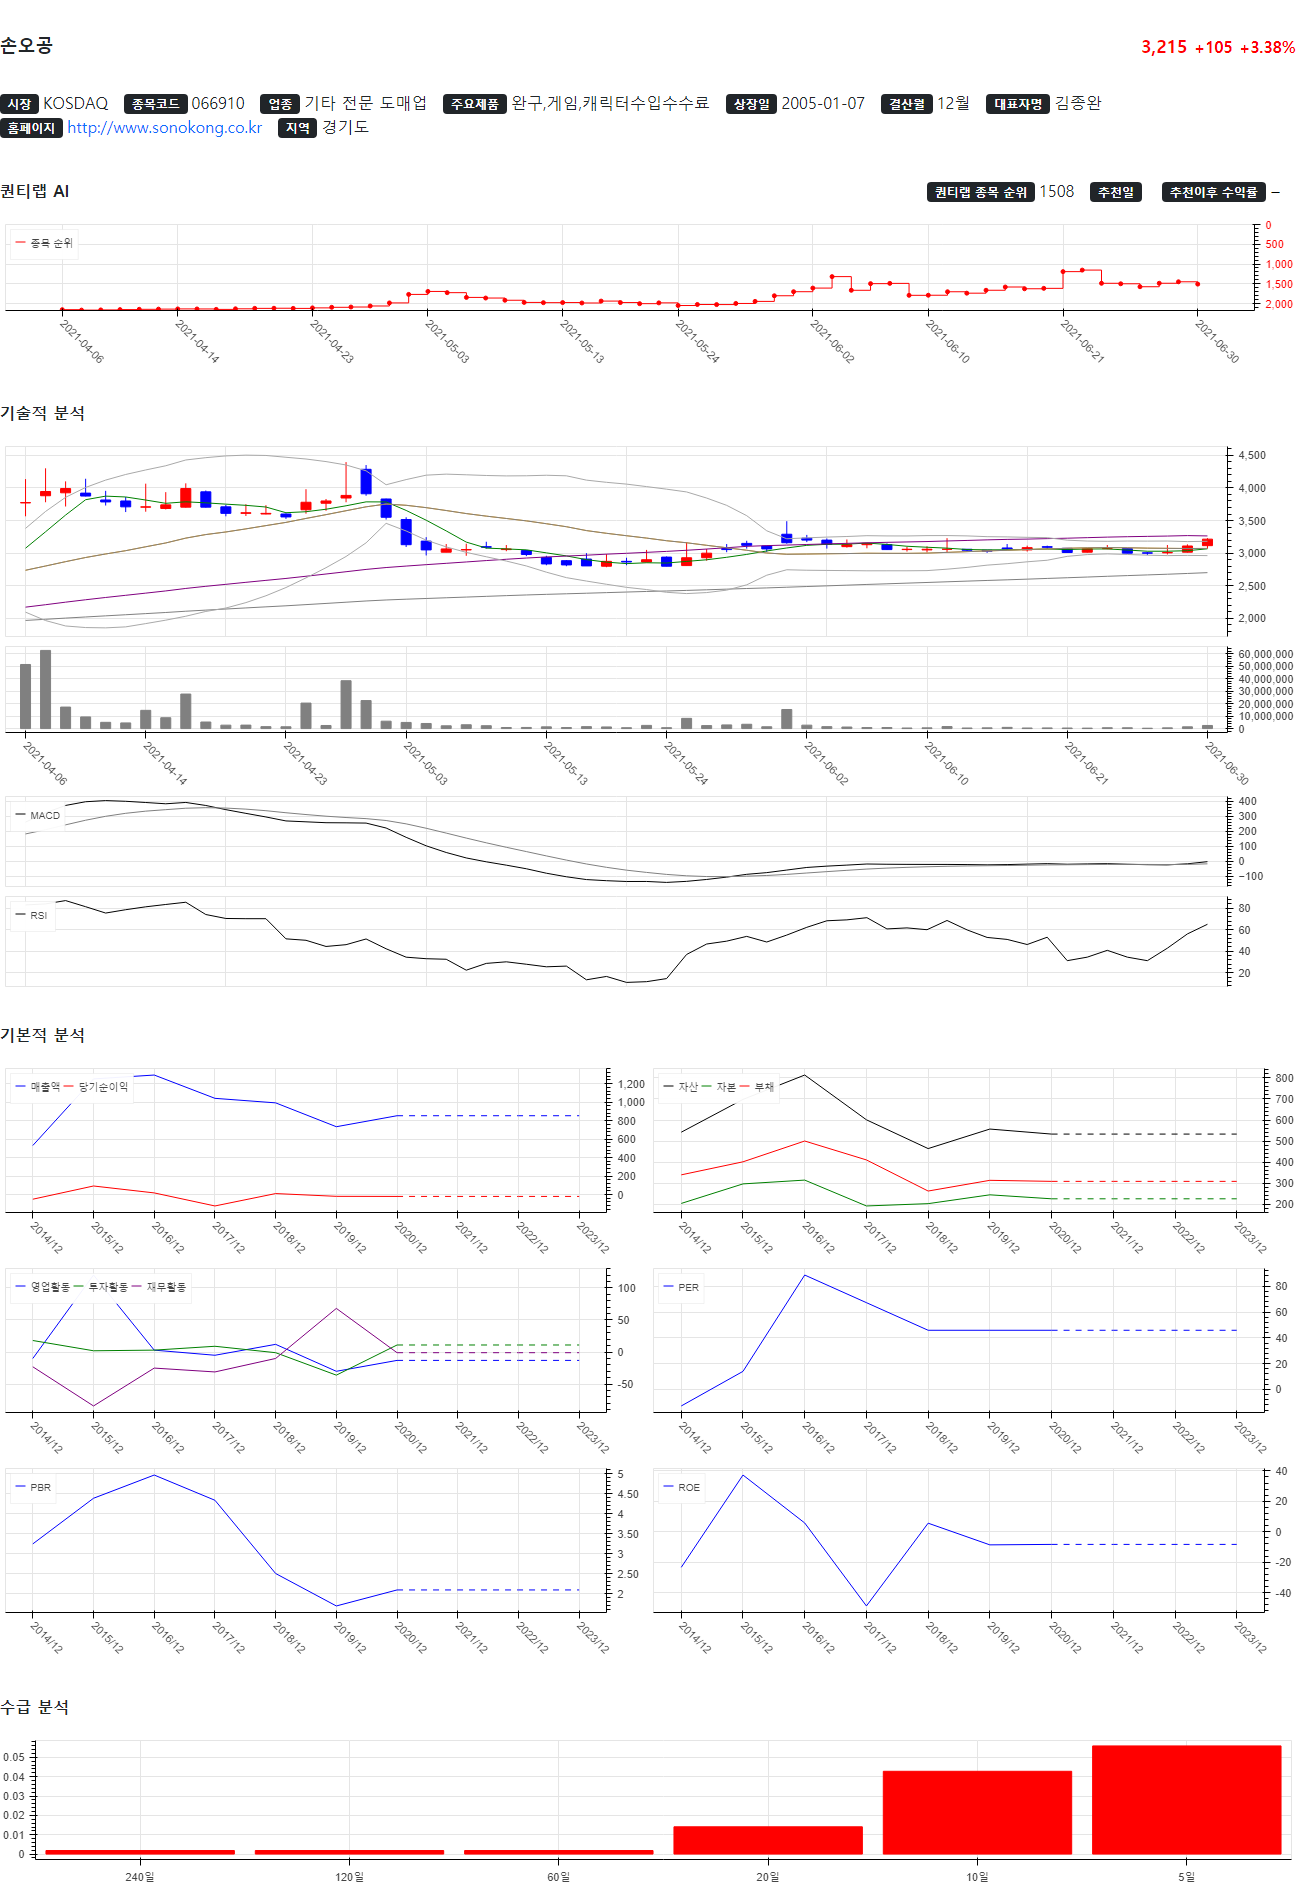 손오공
3,215 +105 +3.38%
시장 KOSDAQ 종목코드 066910 업종 기타 전문 도매업 주요제품 완구,게임,캐릭터수입수수료 상장일 2005-01-07 결산월 12월 대표자명 김종완
홈페이지 http://www.sonokong.co.kr 지역 경기도
퀀티랩 AI
퀀티랩 종목 순위 1508 추천일 추천이후 수익률 –
종목 순위
0
500
1,000
1,500
2,000
2021-04-06 2021-04-14 2021-04-23 2021-05-03 2021-05-13 2021-05-24 2021-06-02 2021-06-10 2021-06-21 2021-06-30
기술적 분석
4,500
4,000
3,500
3,000
2,500
2,000
60,000,000
50,000,000
40,000,000
30,000,000
20,000,000
10,000,000
0
2021-04-06 2021-04-14 2021-04-23 2021-05-03 2021-05-13 2021-05-24 2021-06-02 2021-06-10 2021-06-21 2021-06-30
MACD
400
300
200
100
0
−100
RSI
80
60
40
20
기본적 분석
매출액 당기순이익
1,200
1,000
800
600
400
200
0
2014/12 2015/12 2016/12 2017/12 2018/12 2019/12 2020/12 2021/12 2022/12 2023/12
자산 자본 부채
800
700
600
500
400
300
200
2014/12 2015/12 2016/12 2017/12 2018/12 2019/12 2020/12 2021/12 2022/12 2023/12
영업활동 투자활동 재무활동
100
50
0
-50
2014/12 2015/12 2016/12 2017/12 2018/12 2019/12 2020/12 2021/12 2022/12 2023/12
PER
80
60
40
20
0
2014/12 2015/12 2016/12 2017/12 2018/12 2019/12 2020/12 2021/12 2022/12 2023/12
PBR
5
4.50
4
3.50
3
2.50
2
2014/12 2015/12 2016/12 2017/12 2018/12 2019/12 2020/12 2021/12 2022/12 2023/12
ROE
40
20
0
-20
-40
2014/12 2015/12 2016/12 2017/12 2018/12 2019/12 2020/12 2021/12 2022/12 2023/12
수급 분석
0.05
0.04
0.03
0.02
0.01
0
240일 120일 60일 20일 10일 5일